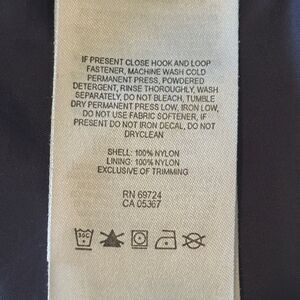 IF PRESENT CLOSE HOOK AND LOOP
FASTENER, MACHINE WASH COLD
PERMANENT PRESS, POWDERED
DETERGENT, RINSE THOROUGHLY, WASH
SEPARATELY, DO NOT BLEACH, TUMBLE
DRY PERMANENT PRESS LOW, IRON LOW,
DO NOT USE FABRIC SOFTENER, IF
PRESENT DO NOT IRON DECAL, DO NOT
DRYCLEAN
SHELL: 100% NYLON
LINING: 100% NYLON
EXCLUSIVE OF TRIMMING
RN 69724
CA 05367
30C